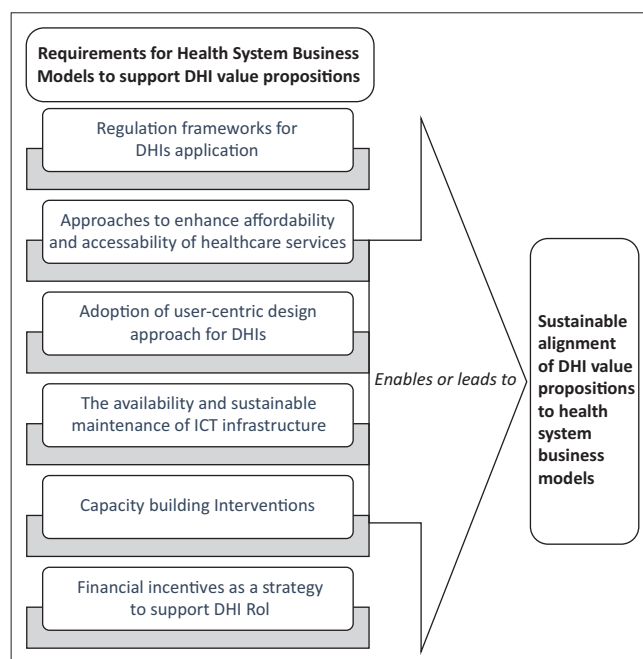 Requirements for Health System Business
Models to support DHI value propositions
Regulation frameworks for
DHIs application
Approaches to enhance affordability
and accessability of healthcare services
Adoption of user-centric design
approach for DHIs
The availability and sustainable
maintenance of ICT infrastructure
Capacity building Interventions
Financial incentives as a strategy
to support DHI RoI
Enables or leads to
Sustainable
alignment
of DHI value
propositions
to health
system
business
models